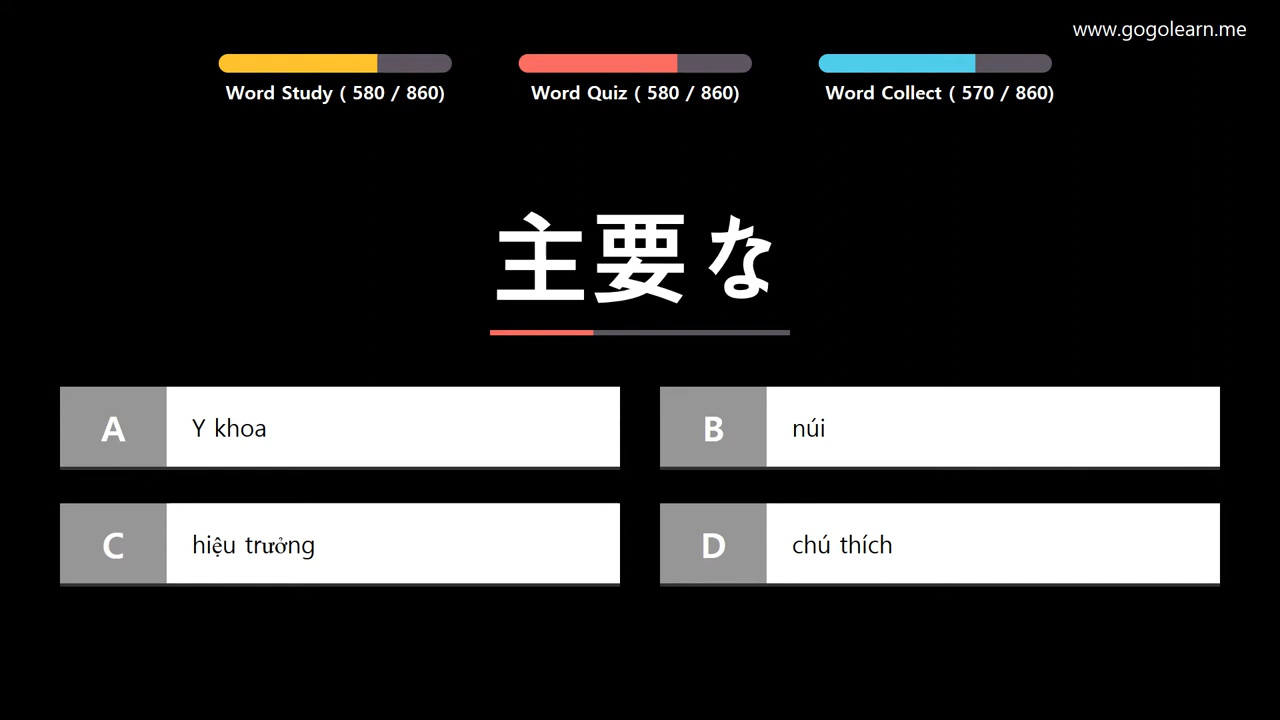 www.gogolearn.me
Word Study ( 580 / 860)
Word Quiz ( 580 / 860)
Word Collect ( 570 / 860)
主要な
A Y khoa
B núi
C hiệu trưởng
D chú thích